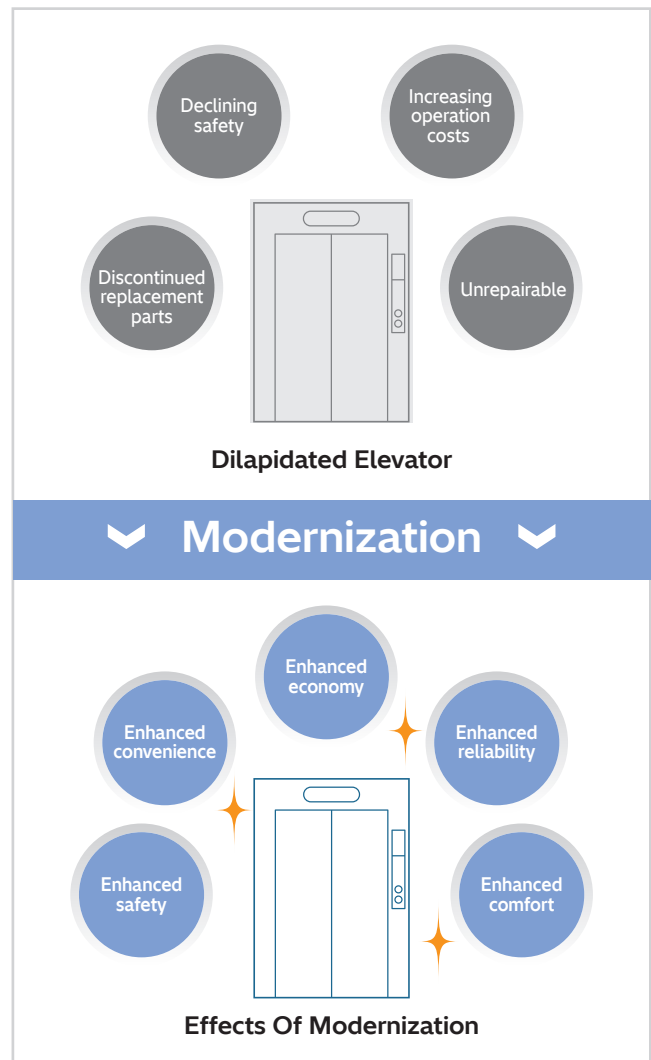 Declining
safety
Increasing
operation
costs
Discontinued
replacement
parts
Unrepairable
Dilapidated Elevator
Modernization
Enhanced
economy
Enhanced
convenience
Enhanced
reliability
Enhanced
safety
Enhanced
comfort
Effects Of Modernization